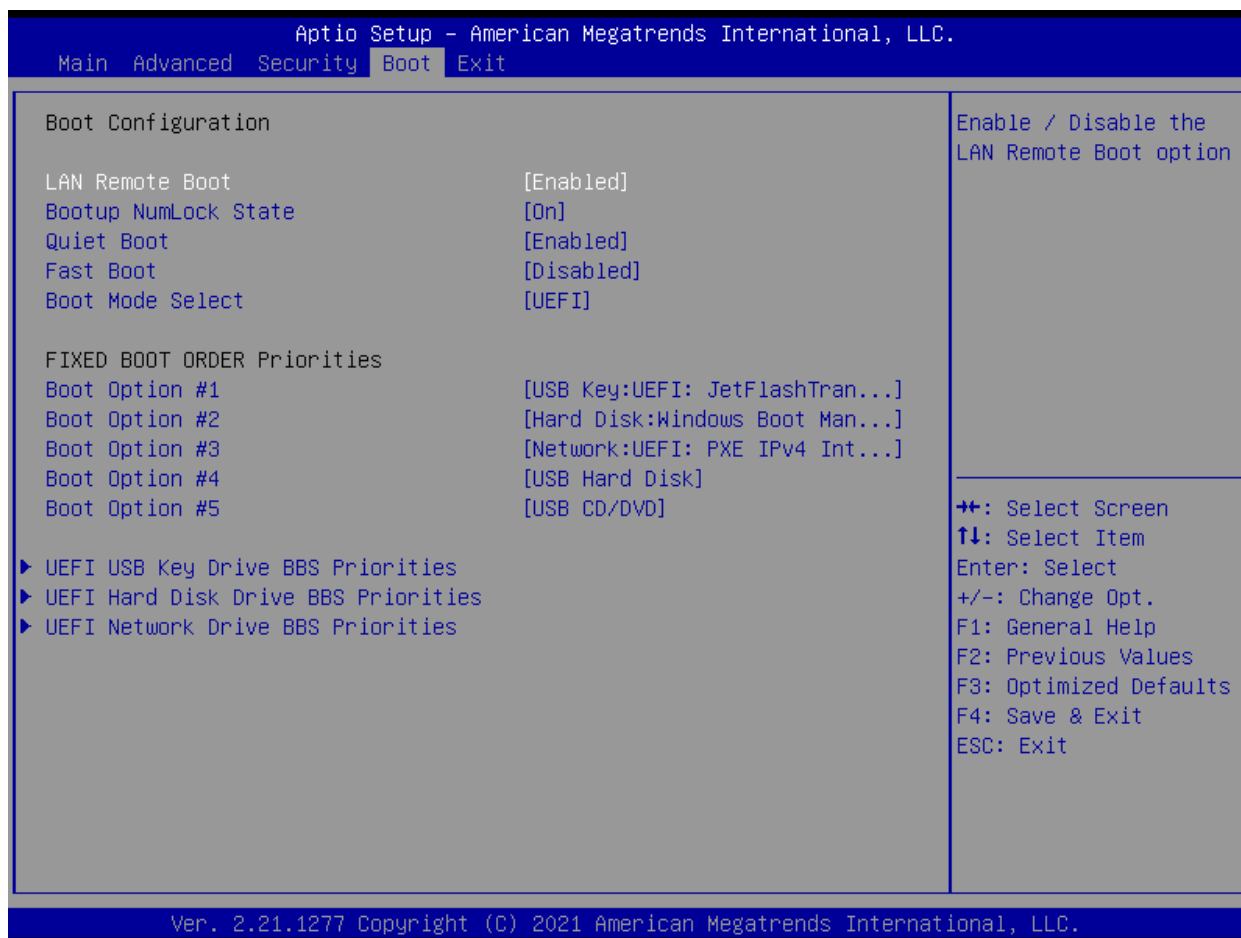 Aptio Setup – American Megatrends International, LLC.
Main Advanced Security Boot Exit
Boot Configuration
LAN Remote Boot [Enabled]
Bootup NumLock State [On]
Quiet Boot [Enabled]
Fast Boot [Disabled]
Boot Mode Select [UEFI]
FIXED BOOT ORDER Priorities
Boot Option #1 [USB Key:UEFI: JetFlashTran...]
Boot Option #2 [Hard Disk:Windows Boot Man...]
Boot Option #3 [Network:UEFI: PXE IPv4 Int...]
Boot Option #4 [USB Hard Disk]
Boot Option #5 [USB CD/DVD]
▶ UEFI USB Key Drive BBS Priorities
▶ UEFI Hard Disk Drive BBS Priorities
▶ UEFI Network Drive BBS Priorities
Enable / Disable the
LAN Remote Boot option
→←: Select Screen
↑↓: Select Item
Enter: Select
+/-: Change Opt.
F1: General Help
F2: Previous Values
F3: Optimized Defaults
F4: Save & Exit
ESC: Exit
Ver. 2.21.1277 Copyright (C) 2021 American Megatrends International, LLC.